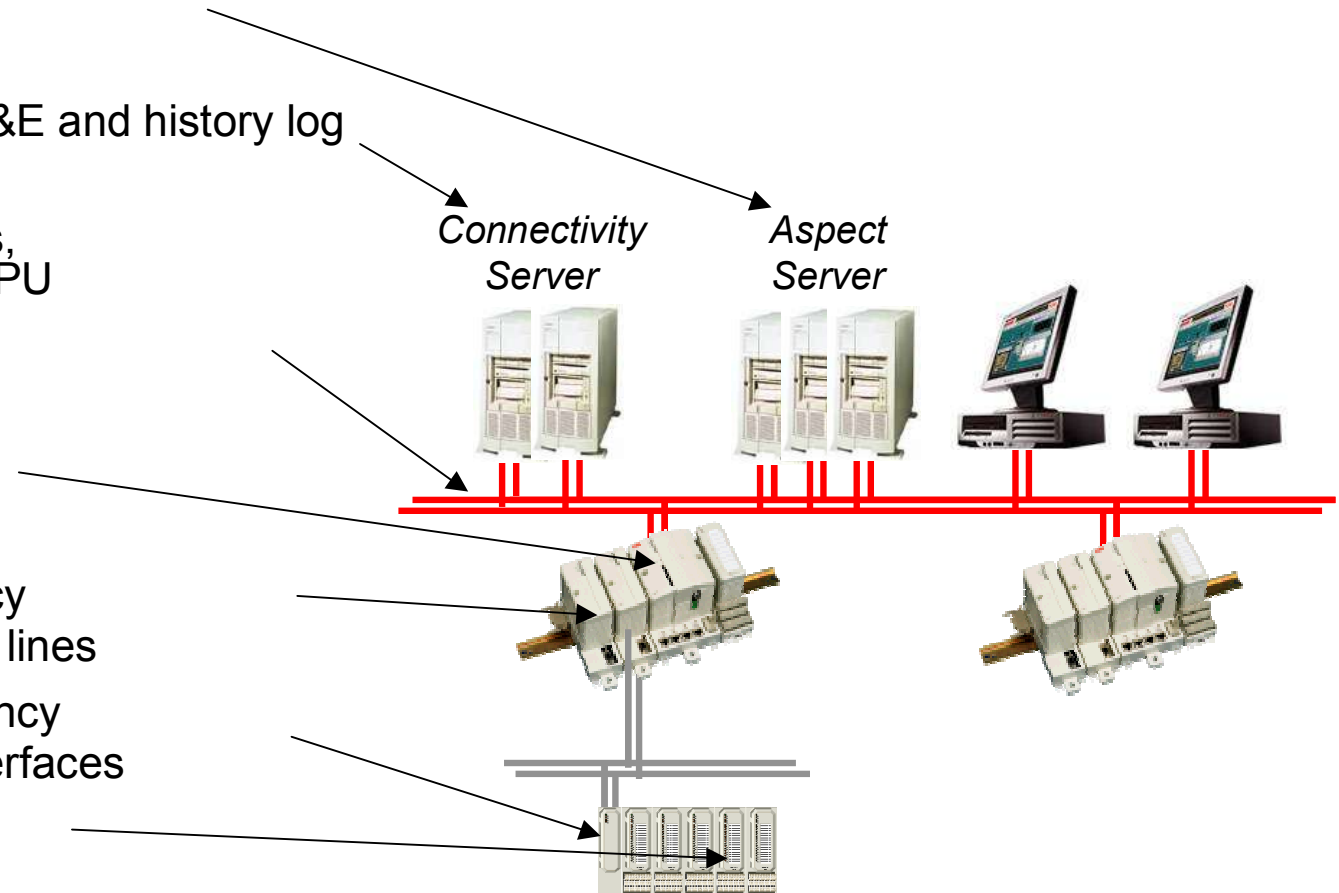 &E and history log
Connectivity
Server
Aspect
Server
s,
PU
cy
lines
ncy
erfaces